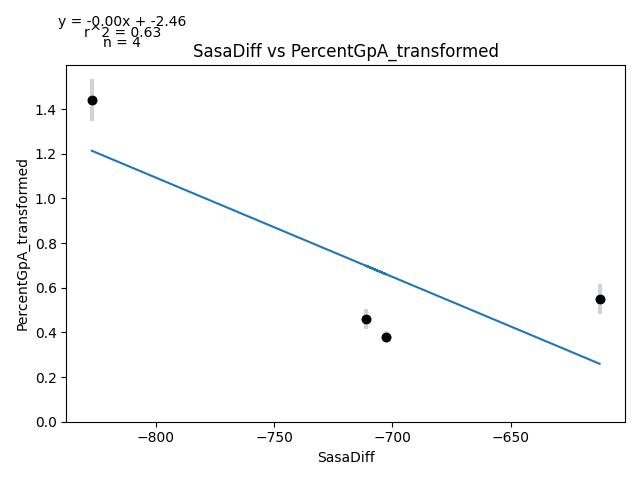 y = -0.00x + -2.46
r^2 = 0.63
n = 4
SasaDiff vs PercentGpA_transformed
PercentGpA_transformed
1.4
1.2
1.0
0.8
0.6
0.4
0.2
0.0
−800
−750
−700
−650
SasaDiff